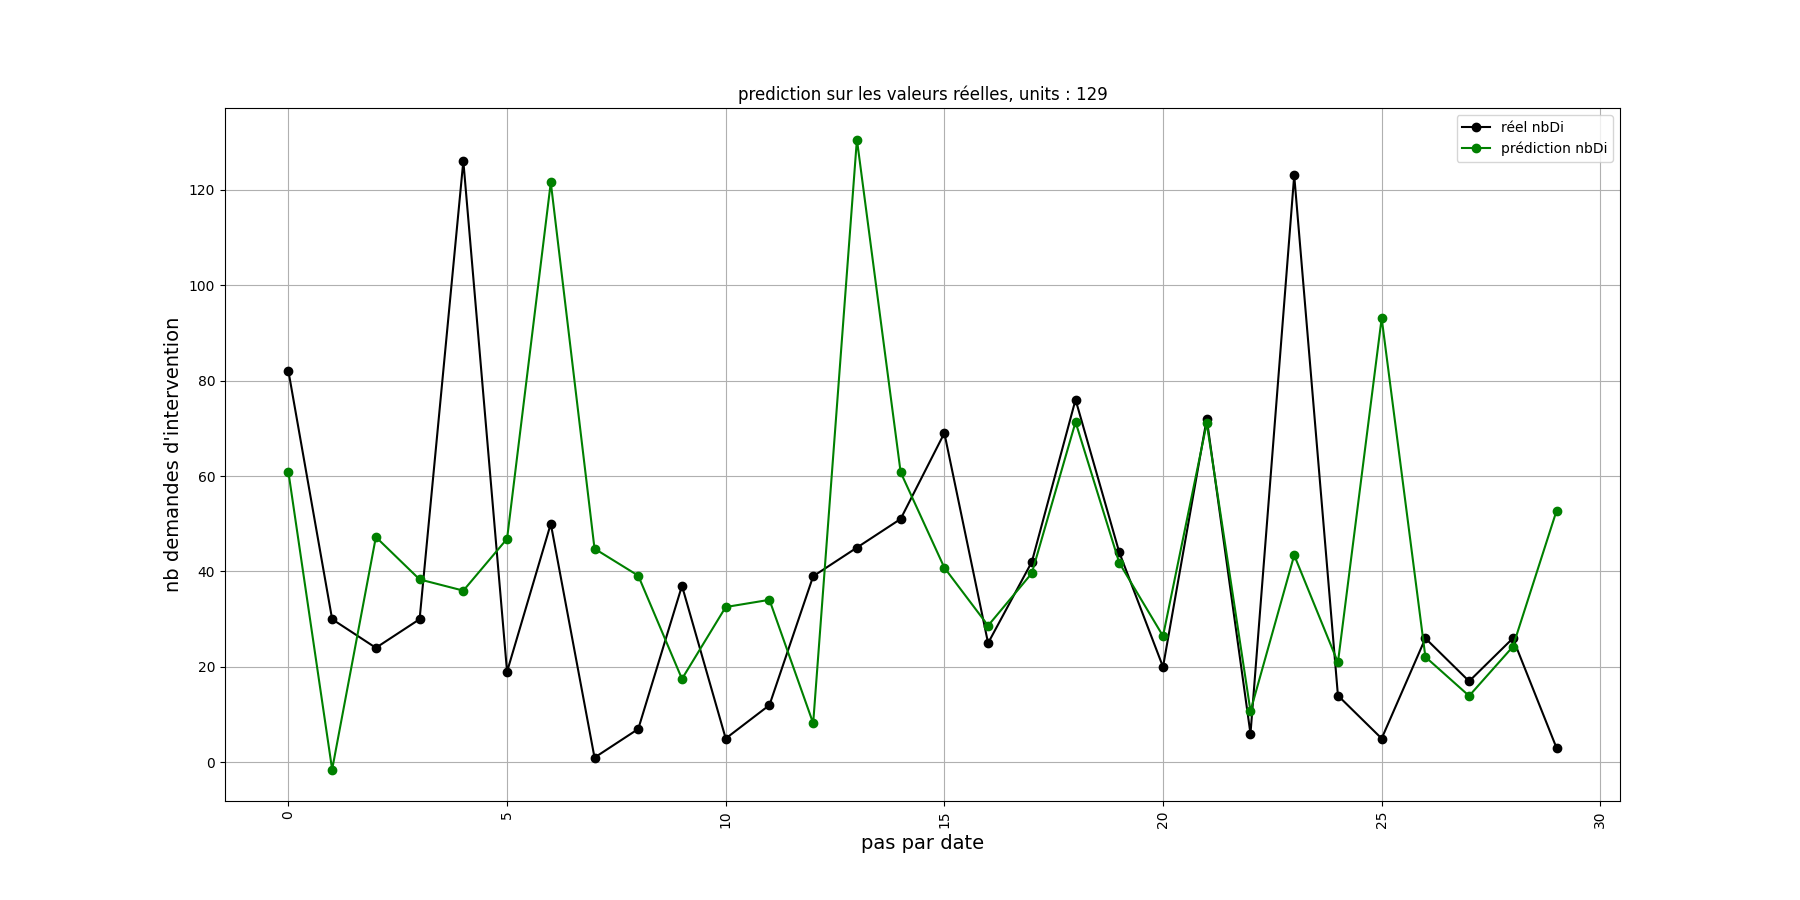 prediction sur les valeurs réelles, units : 129
réel nbDi
prédiction nbDi
nb demandes d'intervention
120
100
80
60
40
20
0
0
5
10
15
20
25
30
pas par date